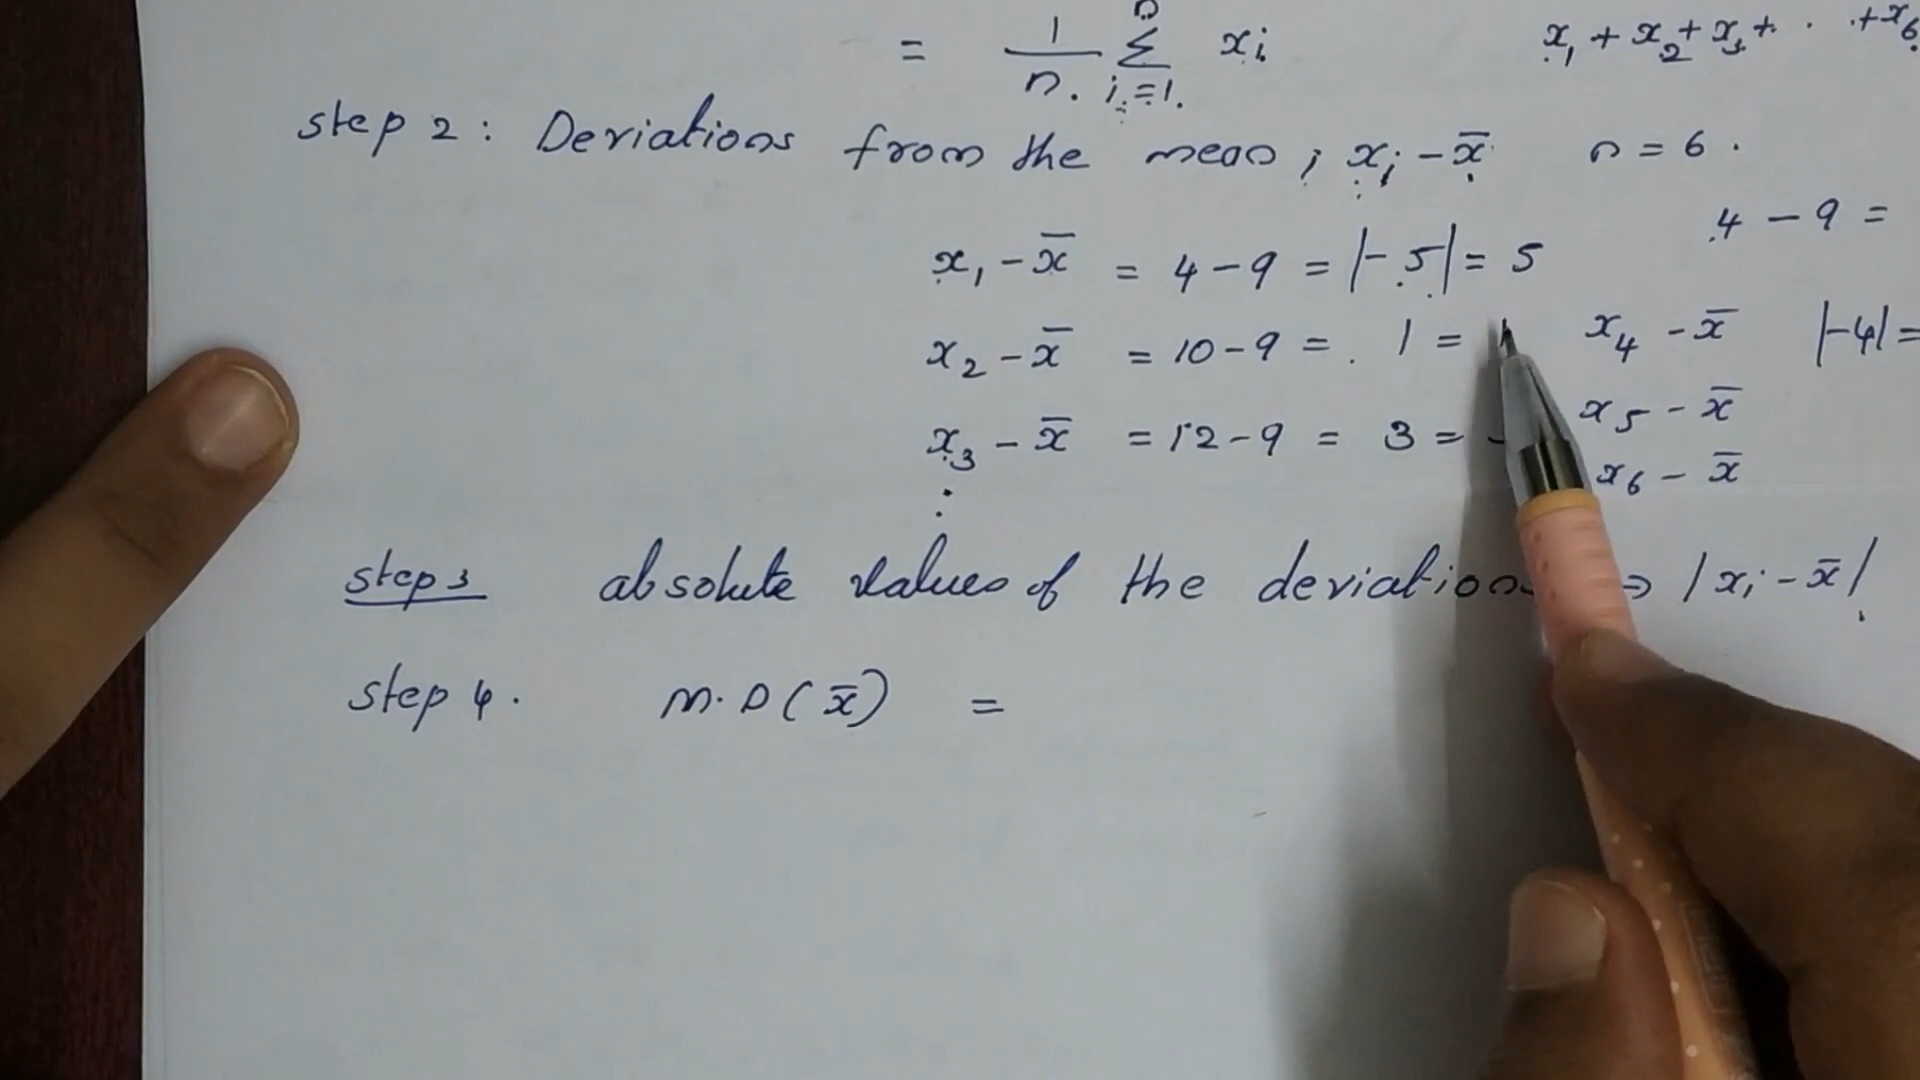 = 1/n. Σ i=1. n xi x1 + x2 + x3 + . . + x6
step 2: Deviations from the mean ; xi - x̄ n = 6 .
4 - 9 =
x1 - x̄ = 4 - 9 = |-5| = 5
x2 - x̄ = 10 - 9 = . 1 = x4 - x̄ |-4| =
x5 - x̄
x3 - x̄ = 12 - 9 = 3 =
x6 - x̄
:
step 3 absolute values of the deviations => |xi - x̄|
step 4. M.D(x̄) =